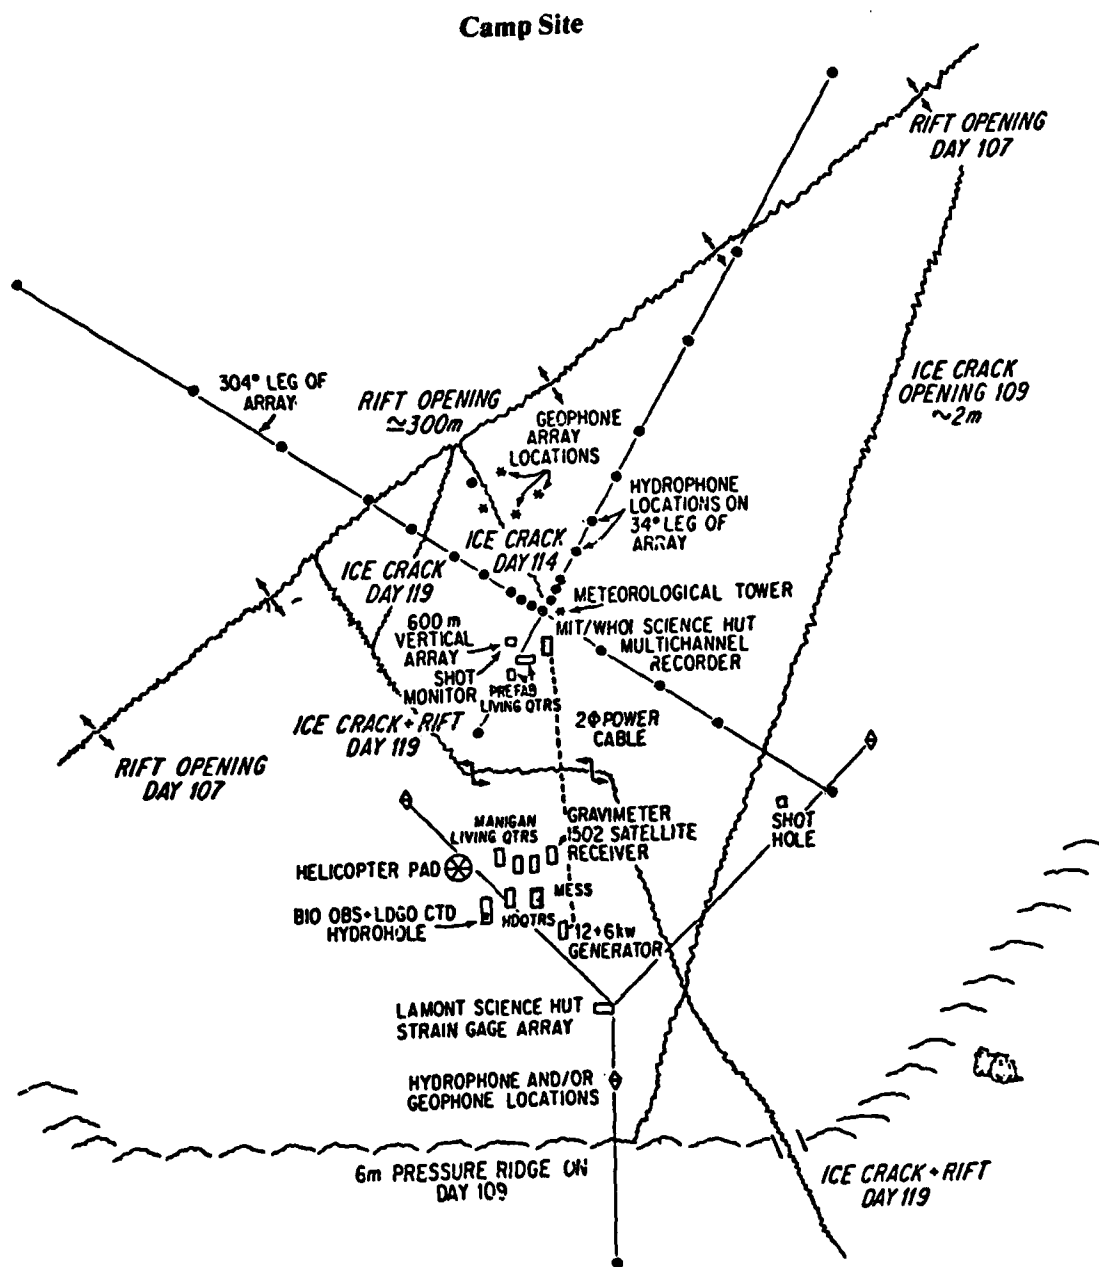 Camp Site
RIFT OPENING
DAY 107
304° LEG OF
ARRAY
RIFT OPENING
≃300m
GEOPHONE
ARRAY
LOCATIONS
ICE CRACK
OPENING 109
~2m
HYDROPHONE
LOCATIONS ON
34° LEG OF
ARRAY
ICE CRACK
DAY 114
ICE CRACK
DAY 119
METEOROLOGICAL TOWER
600 m
VERTICAL
ARRAY
MIT/WHOI SCIENCE HUT
MULTICHANNEL
RECORDER
SHOT
MONITOR
PREFAB
LIVING QTRS
ICE CRACK + RIFT
DAY 119
2Φ POWER
CABLE
RIFT OPENING
DAY 107
MANIGAN
LIVING QTRS
GRAVIMETER
1502 SATELLITE
RECEIVER
SHOT
HOLE
HELICOPTER PAD
MESS
BIO OBS + LDGO CTD
HYDROHOLE
HDQTRS
12+6kw
GENERATOR
LAMONT SCIENCE HUT
STRAIN GAGE ARRAY
HYDROPHONE AND/OR
GEOPHONE LOCATIONS
6m PRESSURE RIDGE ON
DAY 109
ICE CRACK + RIFT
DAY 119